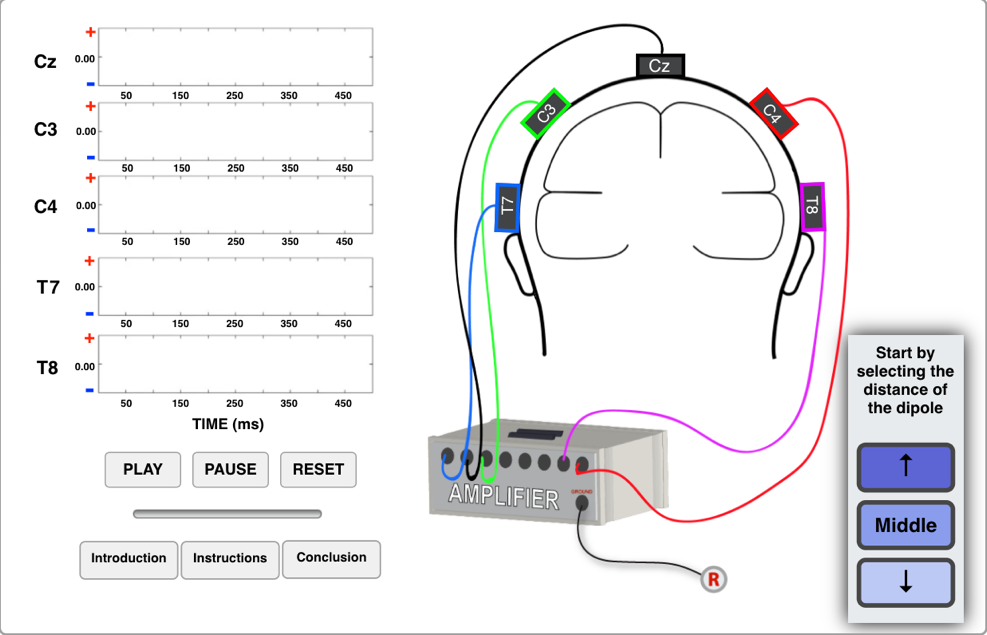 +
Cz
0.00
-
50 150 250 350 450
+
C3
0.00
-
50 150 250 350 450
+
C4
0.00
-
50 150 250 350 450
+
T7
0.00
-
50 150 250 350 450
+
T8
0.00
-
50 150 250 350 450
TIME (ms)
PLAY PAUSE RESET
Introduction Instructions Conclusion
Cz
C3
C4
T7
T8
AMPLIFIER
GROUND
R
Start by
selecting the
distance of
the dipole
↑
Middle
↓